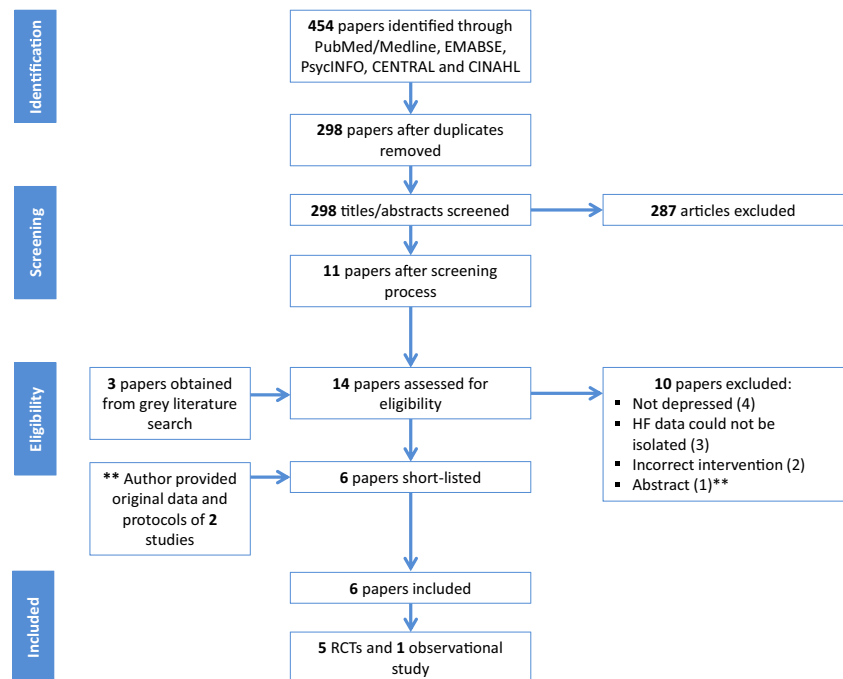 Identification
454 papers identified through
PubMed/Medline, EMABSE,
PsycINFO, CENTRAL and CINAHL
298 papers after duplicates
removed
Screening
298 titles/abstracts screened
287 articles excluded
11 papers after screening
process
Eligibility
3 papers obtained
from grey literature
search
14 papers assessed for
eligibility
10 papers excluded:
▪ Not depressed (4)
▪ HF data could not be
isolated (3)
▪ Incorrect intervention (2)
▪ Abstract (1)**
** Author provided
original data and
protocols of 2
studies
6 papers short-listed
Included
6 papers included
5 RCTs and 1 observational
study